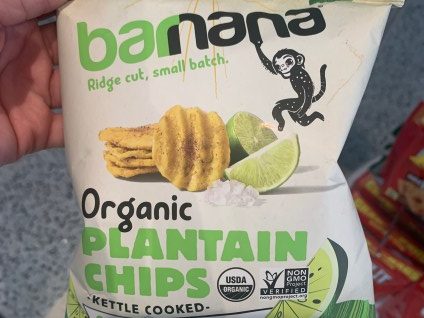 barnana
Ridge cut, small batch.
Organic
PLANTAIN
CHIPS
-KETTLE COOKED-
USDA
ORGANIC
NON
GMO
Project
VERIFIED
nongmoproject.org